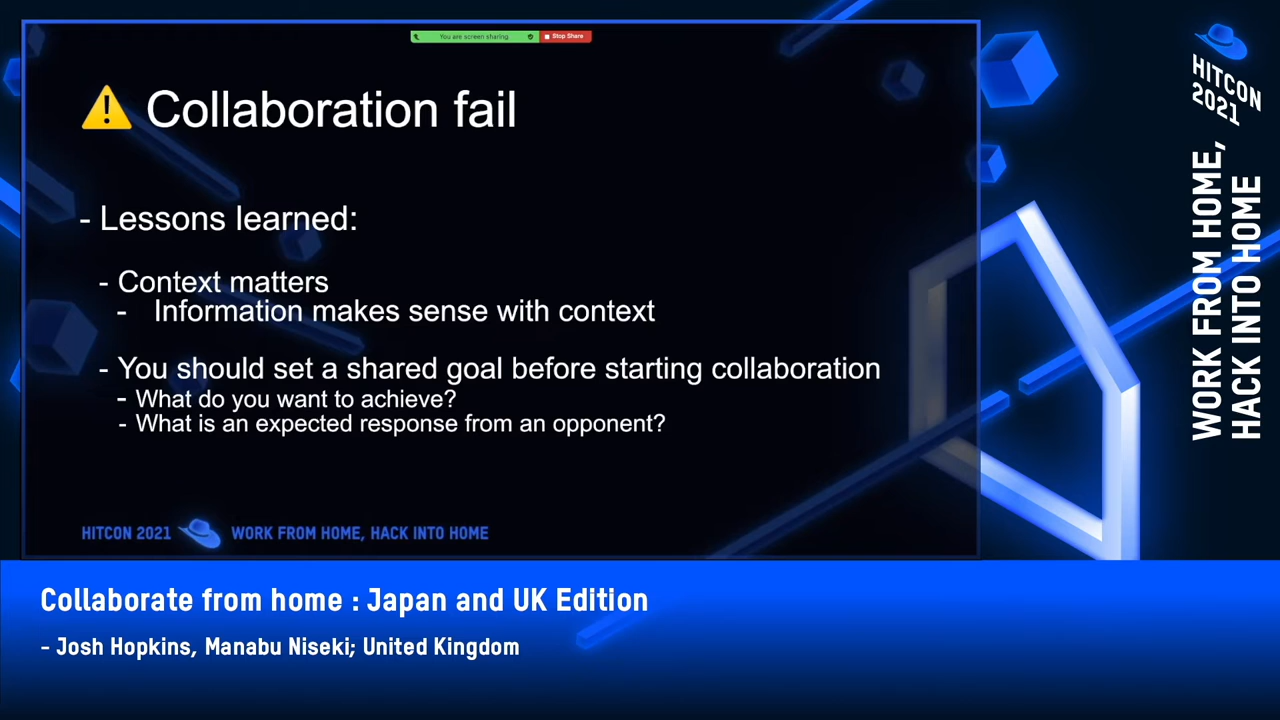 You are screen sharing
Stop Share
⚠ Collaboration fail
- Lessons learned:
- Context matters
- Information makes sense with context
- You should set a shared goal before starting collaboration
- What do you want to achieve?
- What is an expected response from an opponent?
HITCON 2021 WORK FROM HOME, HACK INTO HOME
HITCON
2021
WORK FROM HOME,
HACK INTO HOME
Collaborate from home : Japan and UK Edition
- Josh Hopkins, Manabu Niseki; United Kingdom